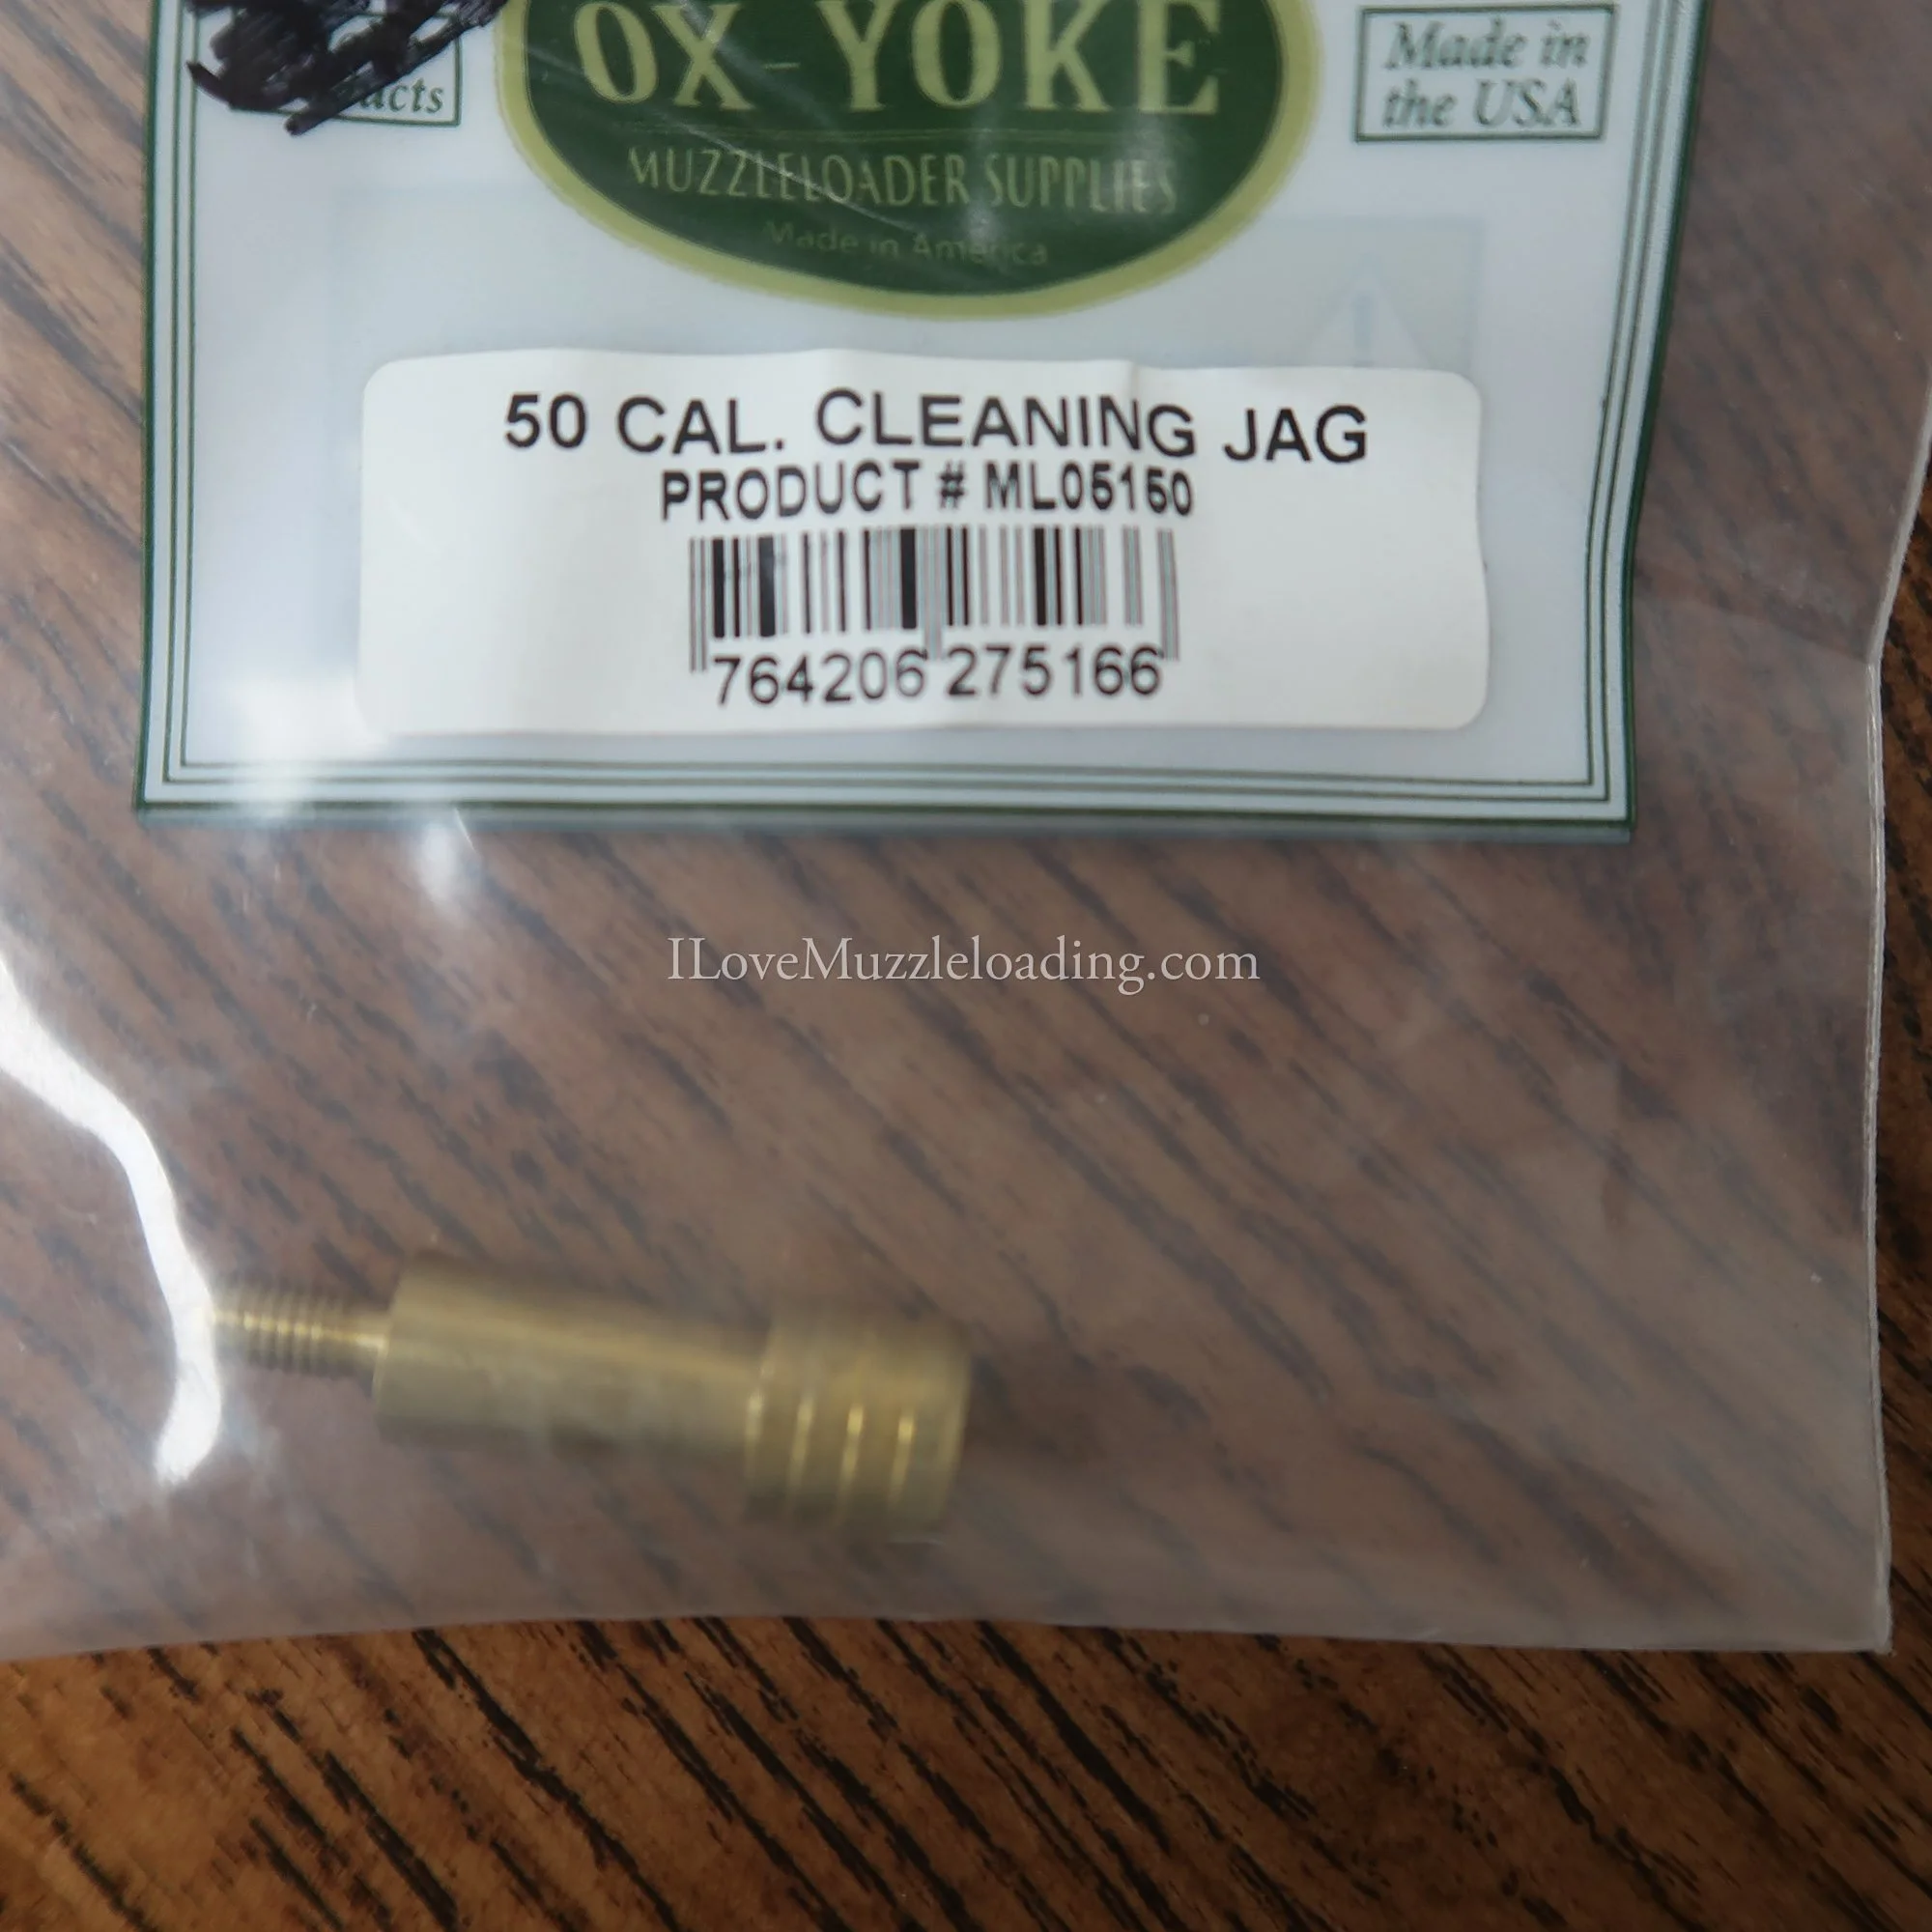 OX-YOKE
MUZZLELOADER SUPPLIES
Made in America
Made in
the USA
50 CAL. CLEANING JAG
PRODUCT # ML05150
764206 275166
ILoveMuzzleloading.com